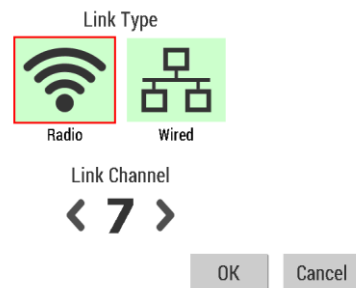 Link Type
Radio Wired
Link Channel
< 7 >
OK Cancel